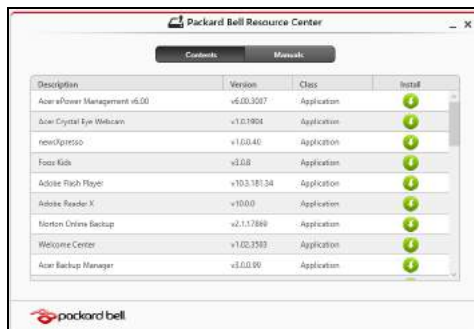 Packard Bell Resource Center
Contents Manuals
Description Version Class Install
Acer ePower Management v6.00 v6.00.3007 Application
Acer Crystal Eye Webcam v1.0.1904 Application
newsXpresso v1.0.0.40 Application
Fooz Kids v3.0.8 Application
Adobe Flash Player v10.3.181.34 Application
Adobe Reader X v10.0.0 Application
Norton Online Backup v2.1.17869 Application
Welcome Center v1.02.3503 Application
Acer Backup Manager v3.0.0.99 Application
packard bell